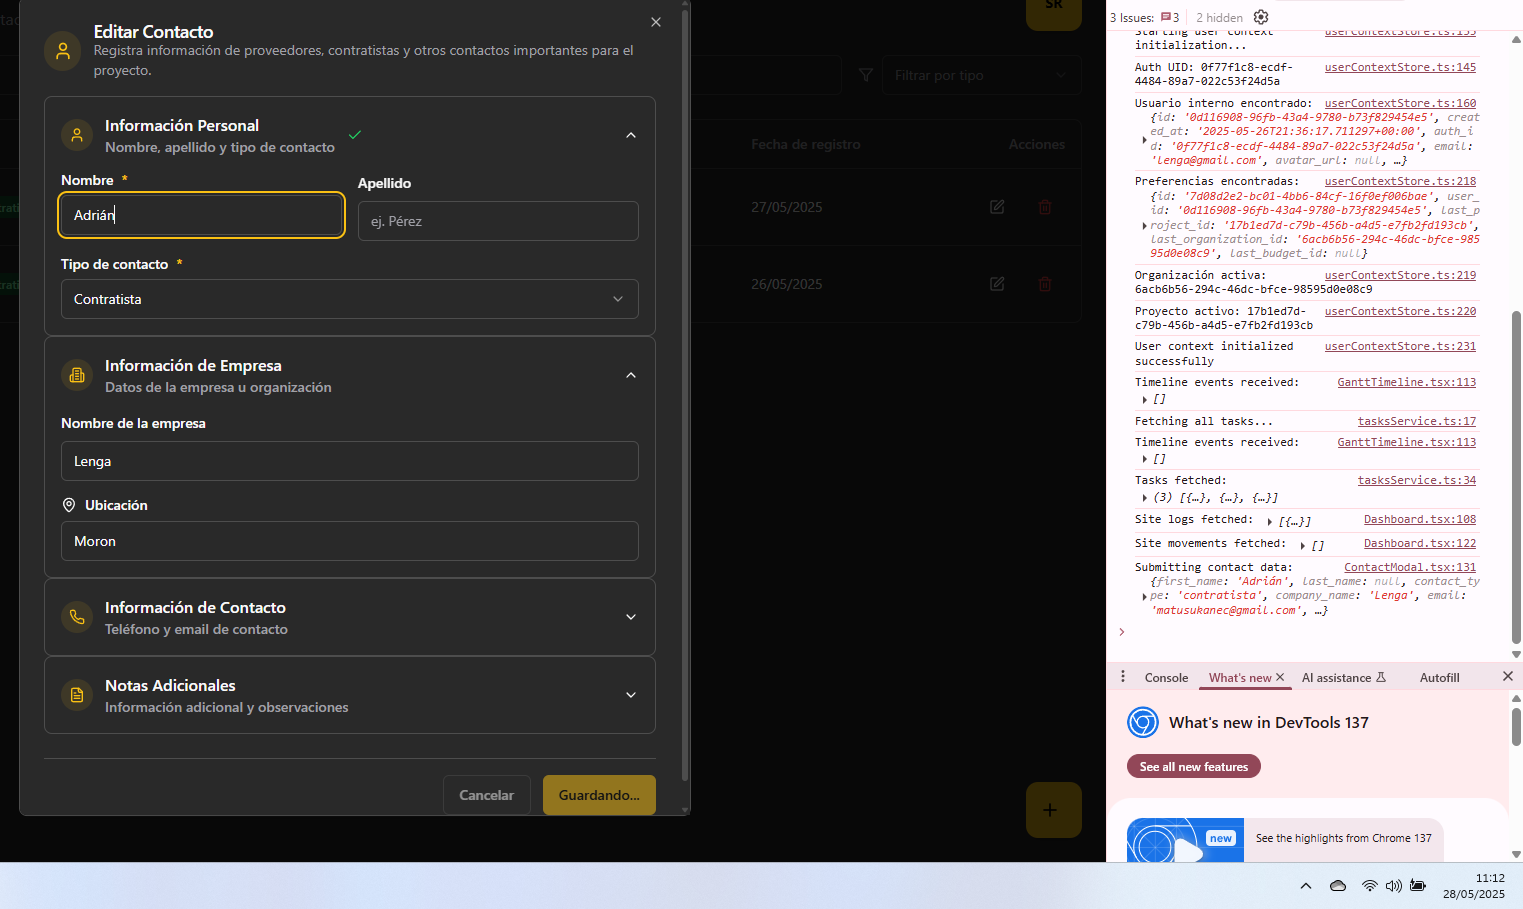 Editar Contacto
Registra información de proveedores, contratistas y otros contactos importantes para el
proyecto.
Información Personal
Nombre, apellido y tipo de contacto
Nombre *
Apellido
Adrián
ej. Pérez
Tipo de contacto *
Contratista
Información de Empresa
Datos de la empresa u organización
Nombre de la empresa
Lenga
Ubicación
Moron
Información de Contacto
Teléfono y email de contacto
Notas Adicionales
Información adicional y observaciones
Cancelar
Guardando...
SR
Filtrar por tipo
Fecha de registro
Acciones
27/05/2025
26/05/2025
+
3 Issues: 3
2 hidden
Starting user context userContextStore.ts:135
initialization...
Auth UID: 0f77f1c8-ecdf- userContextStore.ts:145
4484-89a7-022c53f24d5a
Usuario interno encontrado: userContextStore.ts:160
{id: '0d116908-96fb-43a4-9780-b73f829454e5', creat
ed_at: '2025-05-26T21:36:17.711297+00:00', auth_i
d: '0f77f1c8-ecdf-4484-89a7-022c53f24d5a', email:
'lenga@gmail.com', avatar_url: null, …}
Preferencias encontradas: userContextStore.ts:218
{id: '7d08d2e2-bc01-4bb6-84cf-16f0ef006bae', user_
id: '0d116908-96fb-43a4-9780-b73f829454e5', last_p
roject_id: '17b1ed7d-c79b-456b-a4d5-e7fb2fd193cb',
last_organization_id: '6acb6b56-294c-46dc-bfce-985
95d0e08c9', last_budget_id: null}
Organización activa: userContextStore.ts:219
6acb6b56-294c-46dc-bfce-98595d0e08c9
Proyecto activo: 17b1ed7d- userContextStore.ts:220
c79b-456b-a4d5-e7fb2fd193cb
User context initialized userContextStore.ts:231
successfully
Timeline events received: GanttTimeline.tsx:113
[]
Fetching all tasks... tasksService.ts:17
Timeline events received: GanttTimeline.tsx:113
[]
Tasks fetched: tasksService.ts:34
(3) [{…}, {…}, {…}]
Site logs fetched: [{…}] Dashboard.tsx:108
Site movements fetched: [] Dashboard.tsx:122
Submitting contact data: ContactModal.tsx:131
{first_name: 'Adrián', last_name: null, contact_ty
pe: 'contratista', company_name: 'Lenga', email:
'matusukanec@gmail.com', …}
Console
What's new
AI assistance
Autofill
What's new in DevTools 137
See all new features
new
See the highlights from Chrome 137
11:12
28/05/2025